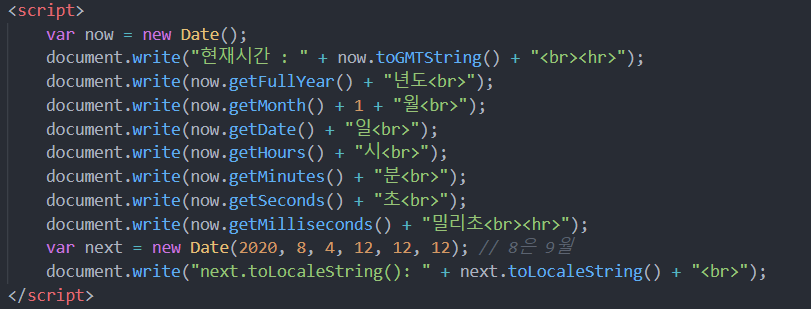 <script>
var now = new Date();
document.write("현재시간 : " + now.toGMTString() + "<br><hr>");
document.write(now.getFullYear() + "년도<br>");
document.write(now.getMonth() + 1 + "월<br>");
document.write(now.getDate() + "일<br>");
document.write(now.getHours() + "시<br>");
document.write(now.getMinutes() + "분<br>");
document.write(now.getSeconds() + "초<br>");
document.write(now.getMilliseconds() + "밀리초<br><hr>");
var next = new Date(2020, 8, 4, 12, 12, 12); // 8은 9월
document.write("next.toLocaleString(): " + next.toLocaleString() + "<br>");
</script>